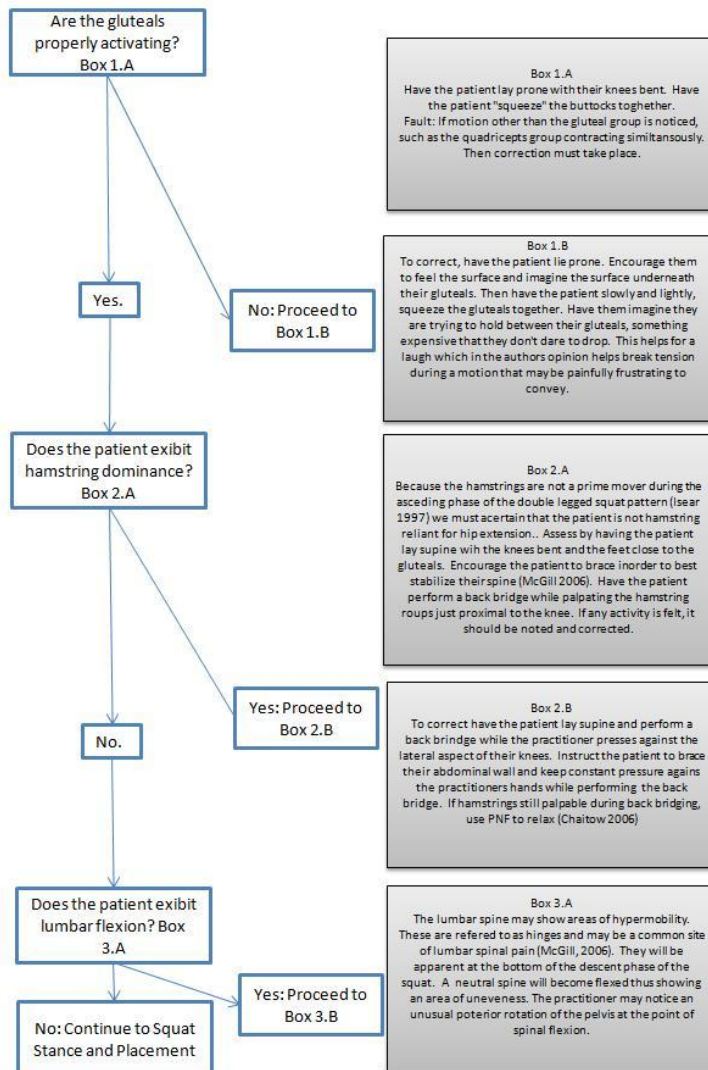 Are the gluteals
properly activating?
Box 1.A
Yes.
No: Proceed to
Box 1.B
Does the patient exibit
hamstring dominance?
Box 2.A
Yes: Proceed to
Box 2.B
No.
Does the patient exibit
lumbar flexion? Box
3.A
Yes: Proceed to
Box 3.B
No: Continue to Squat
Stance and Placement
Box 1.A
Have the patient lay prone with their knees bent. Have
the patient "squeeze" the buttocks toghether.
Fault: If motion other than the gluteal group is noticed,
such as the quadricepts group contracting similtansously.
Then correction must take place.
Box 1.B
To correct, have the patient lie prone. Encourage them
to feel the surface and imagine the surface underneath
their gluteals. Then have the patient slowly and lightly,
squeeze the gluteals together. Have them imagine they
are trying to hold between their gluteals, something
expensive that they don't dare to drop. This helps for a
laugh which in the authors opinion helps break tension
during a motion that may be painfully frustrating to
convey.
Box 2.A
Because the hamstrings are not a prime mover during the
asceding phase of the double legged squat pattern (Isear
1997) we must acertain that the patient is not hamstring
reliant for hip extension.. Assess by having the patient
lay supine wih the knees bent and the feet close to the
gluteals. Encourage the patient to brace inorder to best
stabilize their spine (McGill 2006). Have the patient
perform a back bridge while palpating the hamstring
roups just proximal to the knee. If any activity is felt, it
should be noted and corrected.
Box 2.B
To correct have the patient lay supine and perform a
back brindge while the practitioner presses against the
lateral aspect of their knees. Instruct the patient to brace
their abdominal wall and keep constant pressure agains
the practitioners hands while performing the back
bridge. If hamstrings still palpable during back bridging,
use PNF to relax (Chaitow 2006)
Box 3.A
The lumbar spine may show areas of hypermobility.
These are refered to as hinges and may be a common site
of lumbar spinal pain (McGill, 2006). They will be
apparent at the bottom of the descent phase of the
squat. A neutral spine will become flexed thus showing
an area of uneveness. The practitioner may notice an
unusual posterior rotation of the pelvis at the point of
spinal flexion.